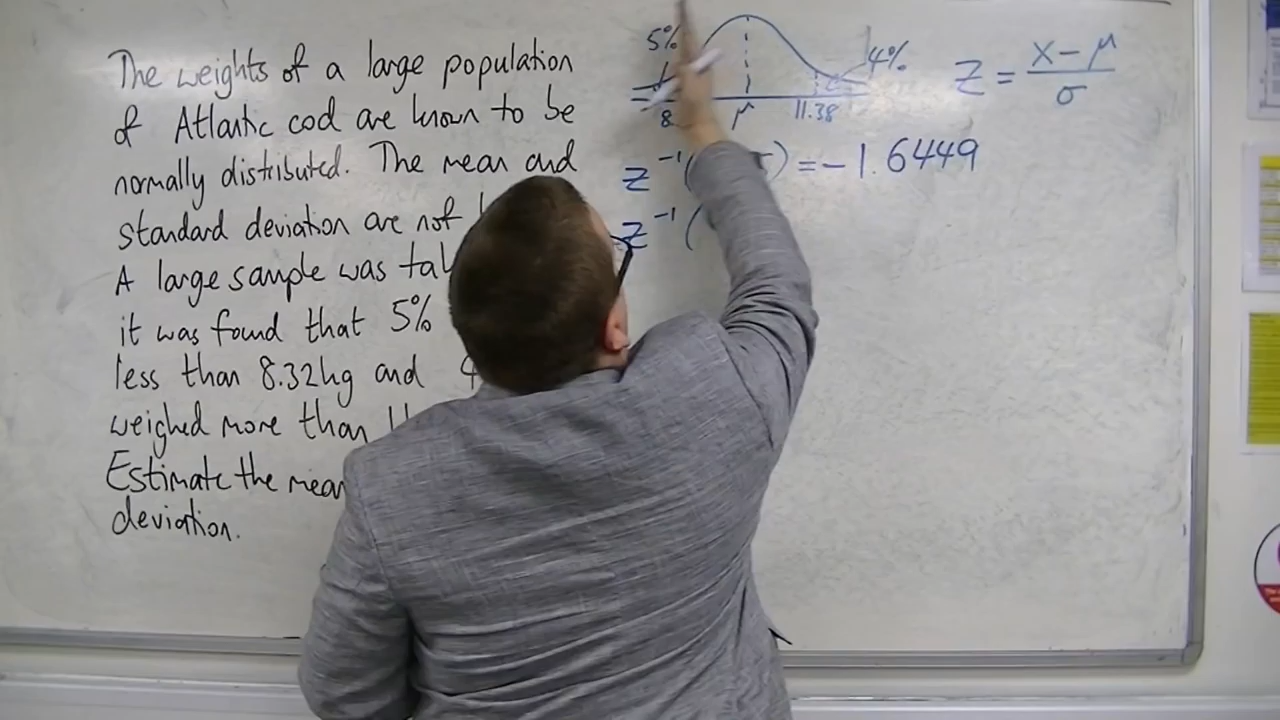 The weights of a large population
of Atlantic cod are known to be
normally distributed. The mean and
standard deviation are not
A large sample was
it was found that 5%
less than 8.32kg and
weighed more than
Estimate the mean
deviation.
5%
4%
8.
μ
11.38
z = x - μ / σ
z⁻¹( ) = -1.6449
z⁻¹(